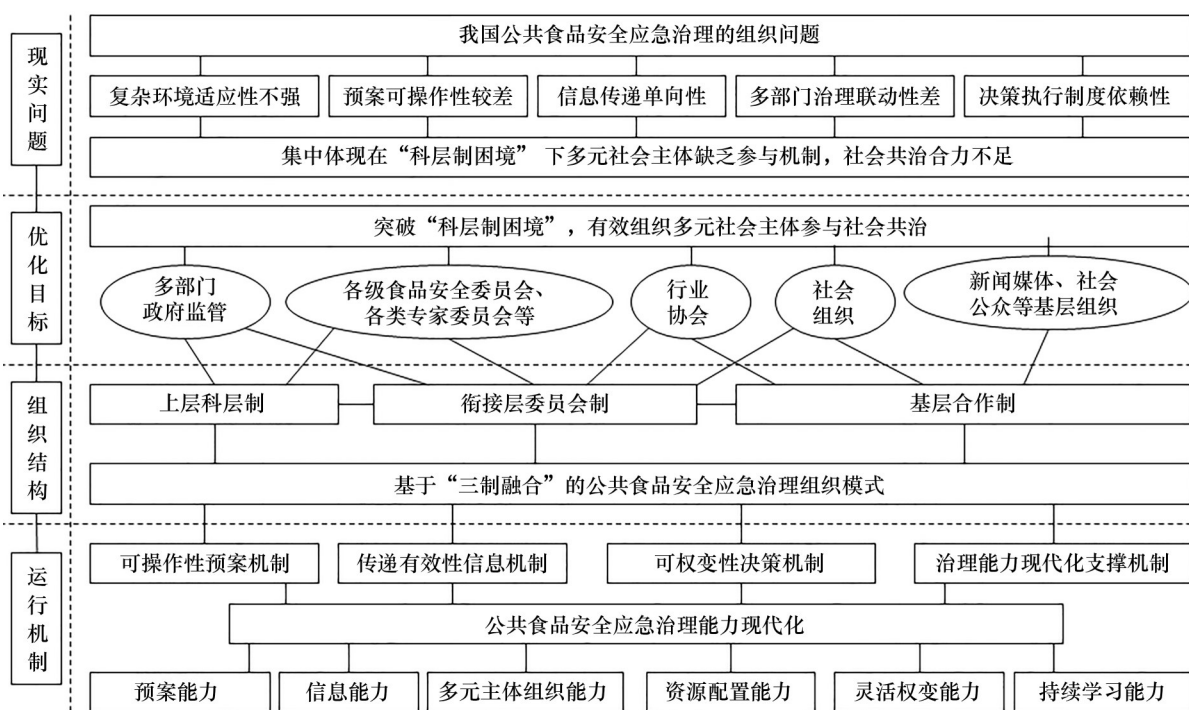 现实问题
我国公共食品安全应急治理的组织问题
复杂环境适应性不强
预案可操作性较差
信息传递单向性
多部门治理联动性差
决策执行制度依赖性
集中体现在“科层制困境” 下多元社会主体缺乏参与机制，社会共治合力不足
优化目标
突破“科层制困境”，有效组织多元社会主体参与社会共治
多部门
政府监管
各级食品安全委员会、
各类专家委员会等
行业
协会
社会
组织
新闻媒体、社会
公众等基层组织
组织结构
上层科层制
衔接层委员会制
基层合作制
基于“三制融合”的公共食品安全应急治理组织模式
运行机制
可操作性预案机制
传递有效性信息机制
可权变性决策机制
治理能力现代化支撑机制
公共食品安全应急治理能力现代化
预案能力
信息能力
多元主体组织能力
资源配置能力
灵活权变能力
持续学习能力